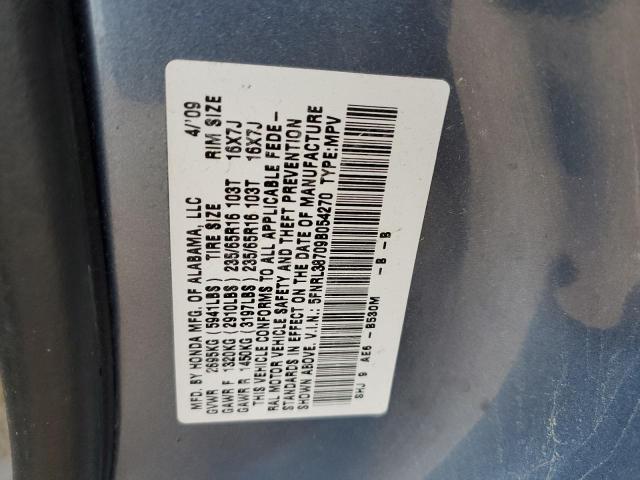 MFD. BY HONDA MFG. OF ALABAMA, LLC 4/'09
GVWR 2695KG (5941LBS) TIRE SIZE RIM SIZE
GAWR F 1320KG (2910LBS) 235/65R16 103T 16X7J
GAWR R 1450KG (3197LBS) 235/65R16 103T 16X7J
THIS VEHICLE CONFORMS TO ALL APPLICABLE FEDE-
RAL MOTOR VEHICLE SAFETY AND THEFT PREVENTION
STANDARDS IN EFFECT ON THE DATE OF MANUFACTURE
SHOWN ABOVE. V.I.N.: 5FNRL38709B054270 TYPE: MPV
SHJ 9 AE6 -B530M -B -B